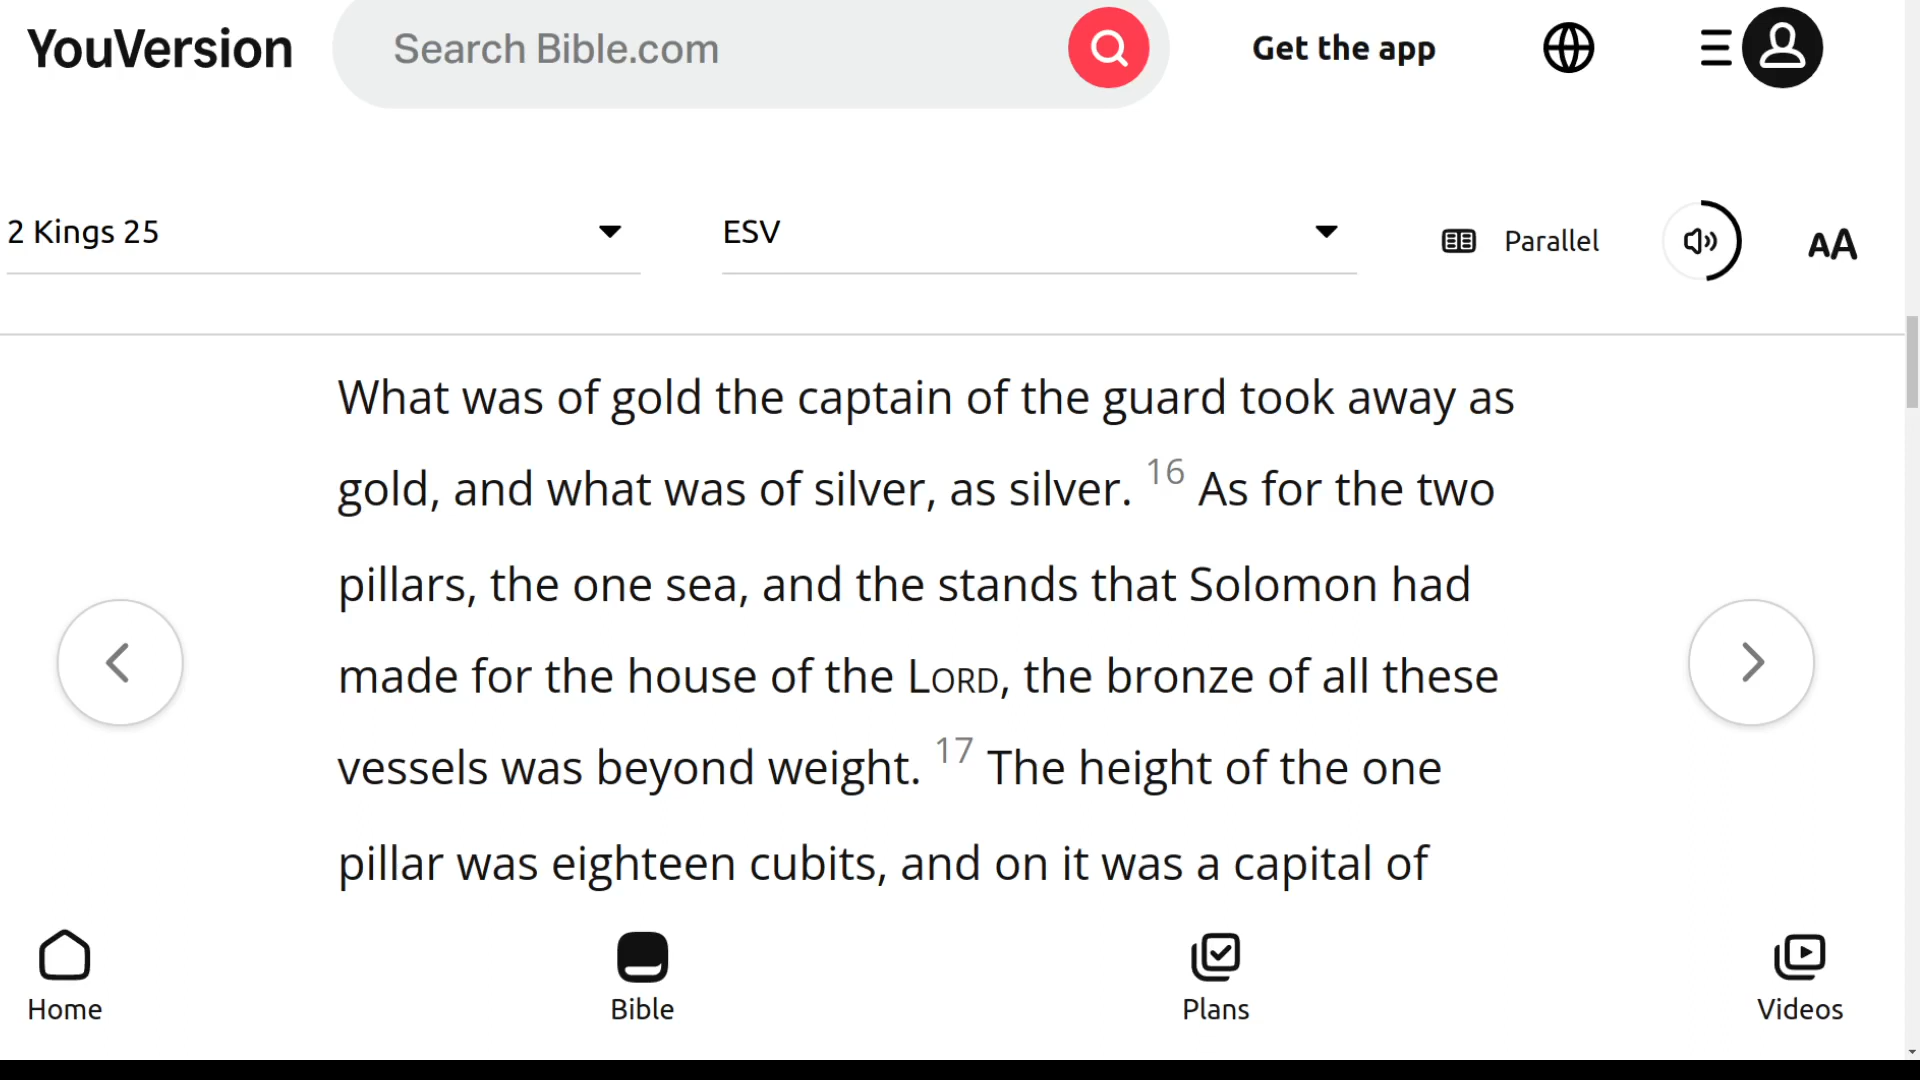 YouVersion
Search Bible.com
Get the app
2 Kings 25
ESV
Parallel
AA
What was of gold the captain of the guard took away as
gold, and what was of silver, as silver. 16 As for the two
pillars, the one sea, and the stands that Solomon had
made for the house of the LORD, the bronze of all these
vessels was beyond weight. 17 The height of the one
pillar was eighteen cubits, and on it was a capital of
Home
Bible
Plans
Videos